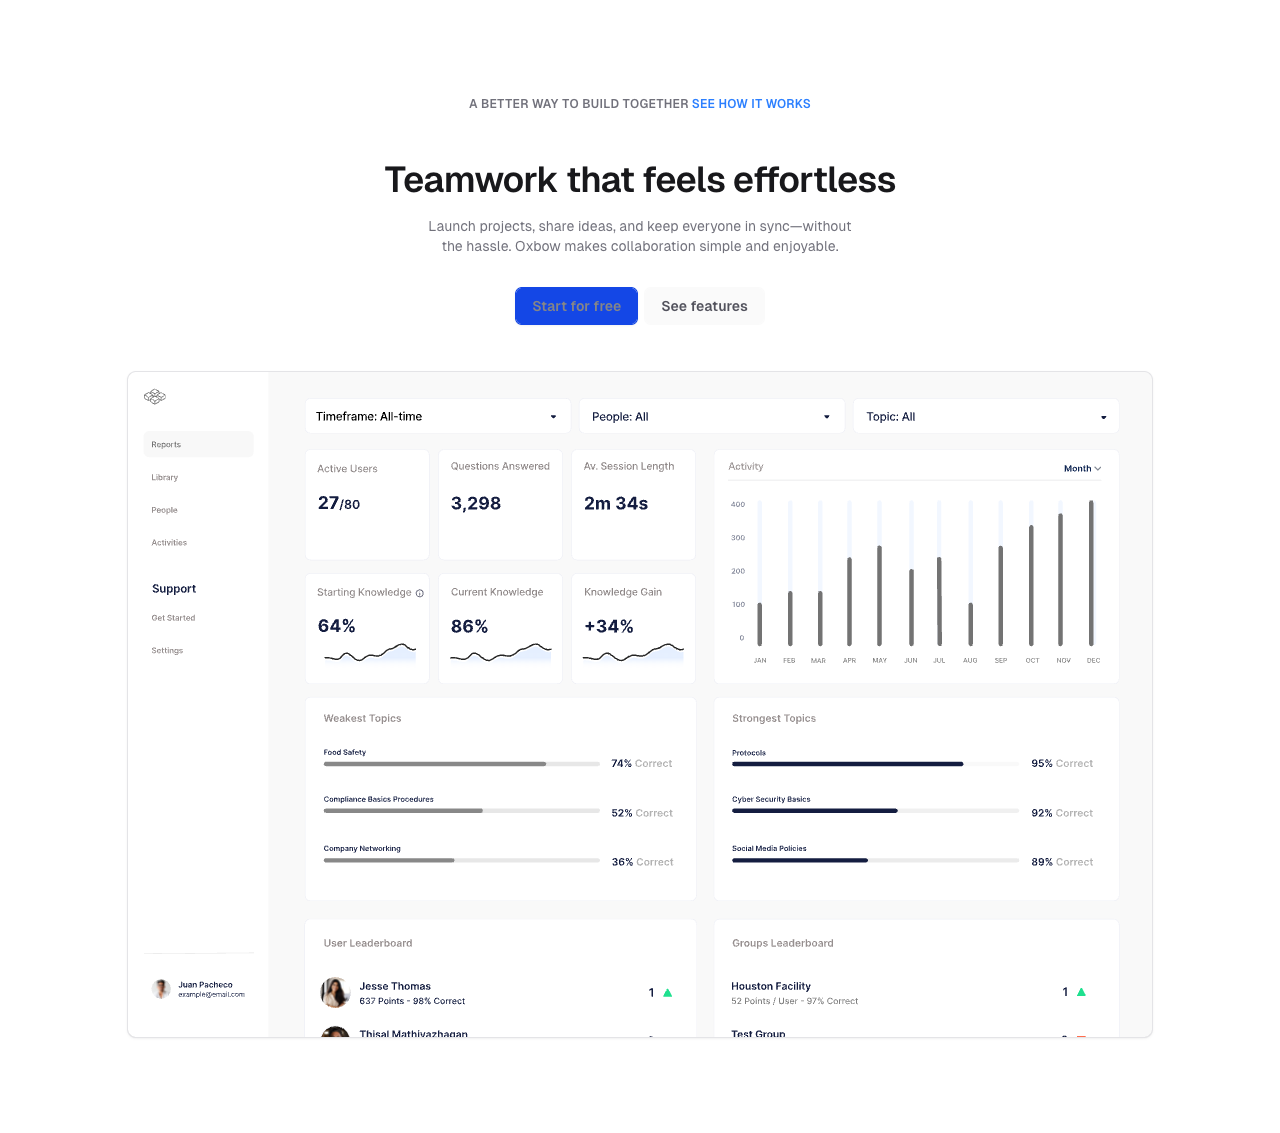 A BETTER WAY TO BUILD TOGETHER SEE HOW IT WORKS
Teamwork that feels effortless
Launch projects, share ideas, and keep everyone in sync—without
the hassle. Oxbow makes collaboration simple and enjoyable.
Start for free
See features
Timeframe: All-time
People: All
Topic: All
Reports
Library
People
Activities
Support
Get Started
Settings
Juan Pacheco
example@email.com
Active Users
27/80
Questions Answered
3,298
Av. Session Length
2m 34s
Starting Knowledge
64%
Current Knowledge
86%
Knowledge Gain
+34%
Activity
Month
400
300
200
100
0
JAN FEB MAR APR MAY JUN JUL AUG SEP OCT NOV DEC
Weakest Topics
Food Safety
74% Correct
Compliance Basics Procedures
52% Correct
Company Networking
36% Correct
Strongest Topics
Protocols
95% Correct
Cyber Security Basics
92% Correct
Social Media Policies
89% Correct
User Leaderboard
Jesse Thomas
637 Points - 98% Correct
1
Thisal Mathiyazhagan
Groups Leaderboard
Houston Facility
52 Points / User - 97% Correct
1
Test Group